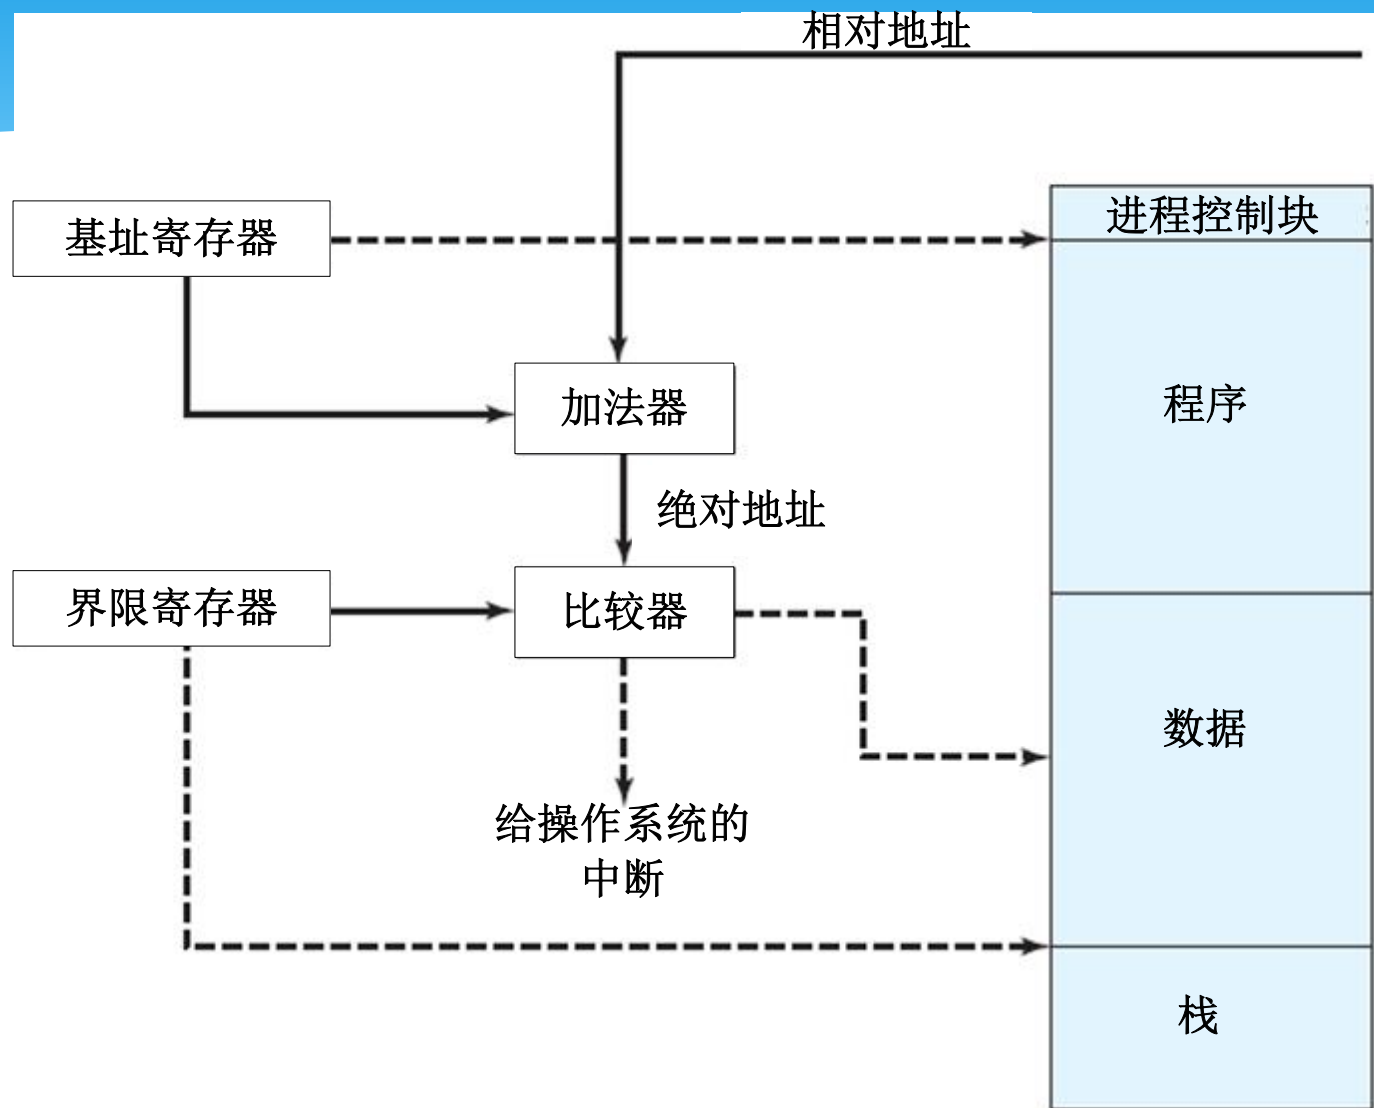 相对地址
进程控制块
基址寄存器
程序
加法器
绝对地址
界限寄存器
比较器
数据
给操作系统的
中断
栈